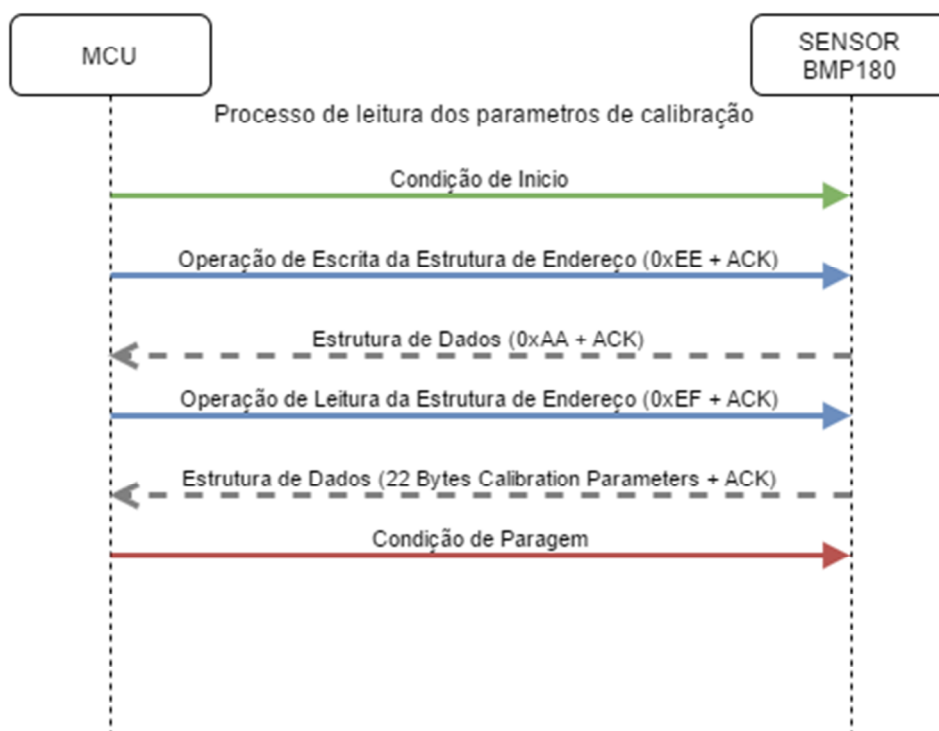 MCU
SENSOR
BMP180
Processo de leitura dos parametros de calibração
Condição de Inicio
Operação de Escrita da Estrutura de Endereço (0xEE + ACK)
Estrutura de Dados (0xAA + ACK)
Operação de Leitura da Estrutura de Endereço (0xEF + ACK)
Estrutura de Dados (22 Bytes Calibration Parameters + ACK)
Condição de Paragem